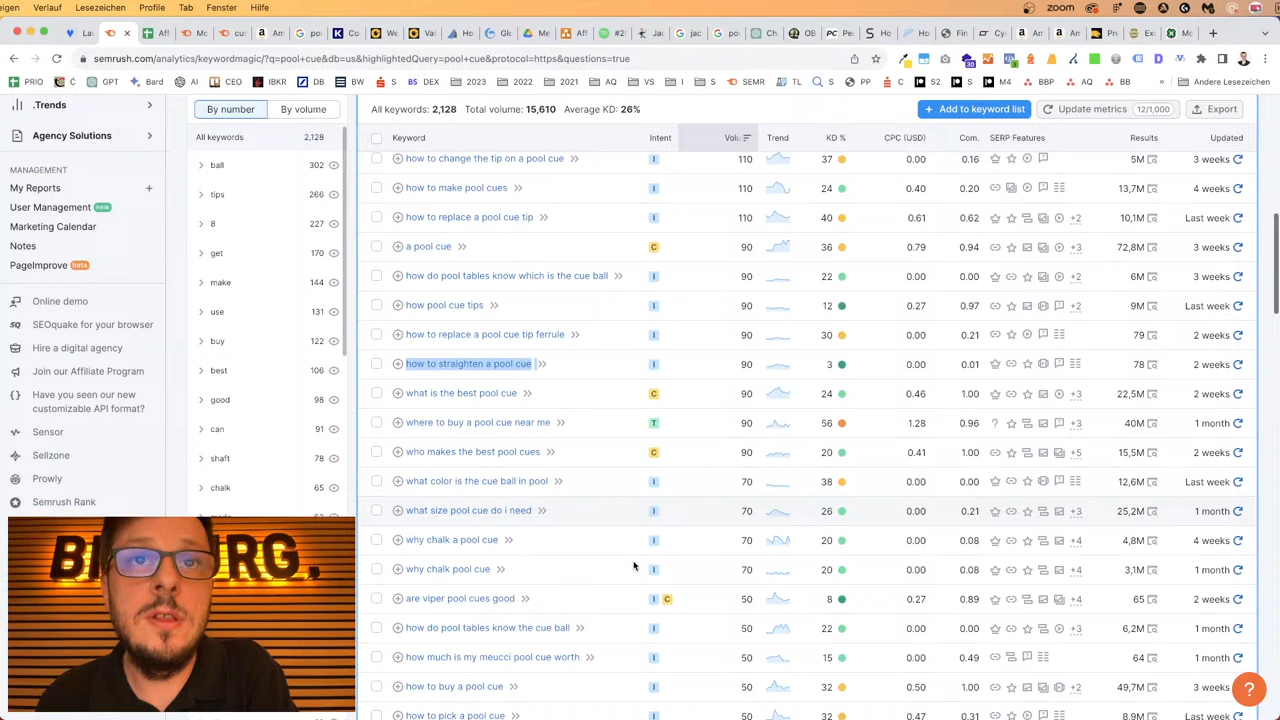 eigen Verlauf Lesezeichen Profile Tab Fenster Hilfe zoom
semrush.com/analytics/keywordmagic/?q=pool+cue&db=us&highlightedQuery=pool+cue&protocol=https&questions=true
PRIO GPT Bard AI CEO IBKR DB BW S DEX 2023 2022 2021 AQ VS I S SEMR TL S PP P2 S M4 BBP AQ BB » Andere Lesezeichen
.Trends
Agency Solutions
MANAGEMENT
My Reports +
User Management new
Marketing Calendar
Notes
PageImprove beta
Online demo
SEOquake for your browser
Hire a digital agency
Join our Affiliate Program
Have you seen our new
customizable API format?
Sensor
Sellzone
Prowly
Semrush Rank
By number By volume
All keywords 2,128
ball 302
tips 266
8 227
get 170
make 144
use 131
buy 122
best 106
good 98
can 91
shaft 78
chalk 65
All keywords: 2,128 Total volume: 15,610 Average KD: 26%
+ Add to keyword list Update metrics 12/1,000 Export
Keyword Intent Volu Trend KD % CPC (USD) Com. SERP Features Results Updated
how to change the tip on a pool cue I 110 37 0.00 0.16 5M 3 weeks
how to make pool cues I 110 24 0.40 0.20 13,7M 4 weeks
how to replace a pool cue tip I 110 40 0.61 0.62 +2 10,1M Last week
a pool cue C 90 36 0.79 0.94 +3 72,8M 3 weeks
how do pool tables know which is the cue ball I 90 22 0.00 0.00 +2 6M 3 weeks
how pool cue tips I 90 12 0.27 0.97 +2 9M Last week
how to replace a pool cue tip ferrule I 90 30 0.00 0.21 79 2 weeks
how to straighten a pool cue I 90 3 0.00 0.01 78 2 weeks
what is the best pool cue C 90 24 0.46 1.00 +3 22,5M 2 weeks
where to buy a pool cue near me T 90 56 1.28 0.96 +3 40M 1 month
who makes the best pool cues C 90 20 0.41 1.00 +5 15,5M 2 weeks
what color is the cue ball in pool I 70 38 0.00 0.00 12,6M Last week
what size pool cue do i need I 70 26 0.00 0.21 +3 25,2M 1 month
why chalk a pool cue I 70 20 0.00 0.08 +4 4,8M 4 weeks
why chalk pool cue I 70 20 0.00 0.08 +4 3,1M 1 month
are viper pool cues good I C 50 8 0.27 0.89 +4 65 2 weeks
how do pool tables know the cue ball I 50 22 0.00 0.00 +3 6,2M 1 month
how much is my meucci pool cue worth I 50 15 0.00 0.49 64 1 month
how to buy a pool cue I 50 32 0.50 1.00 +2 49,7M 3 weeks
how to pick a pool cue I 50 32 0.47 0.31 +3 8,9M Last week
?